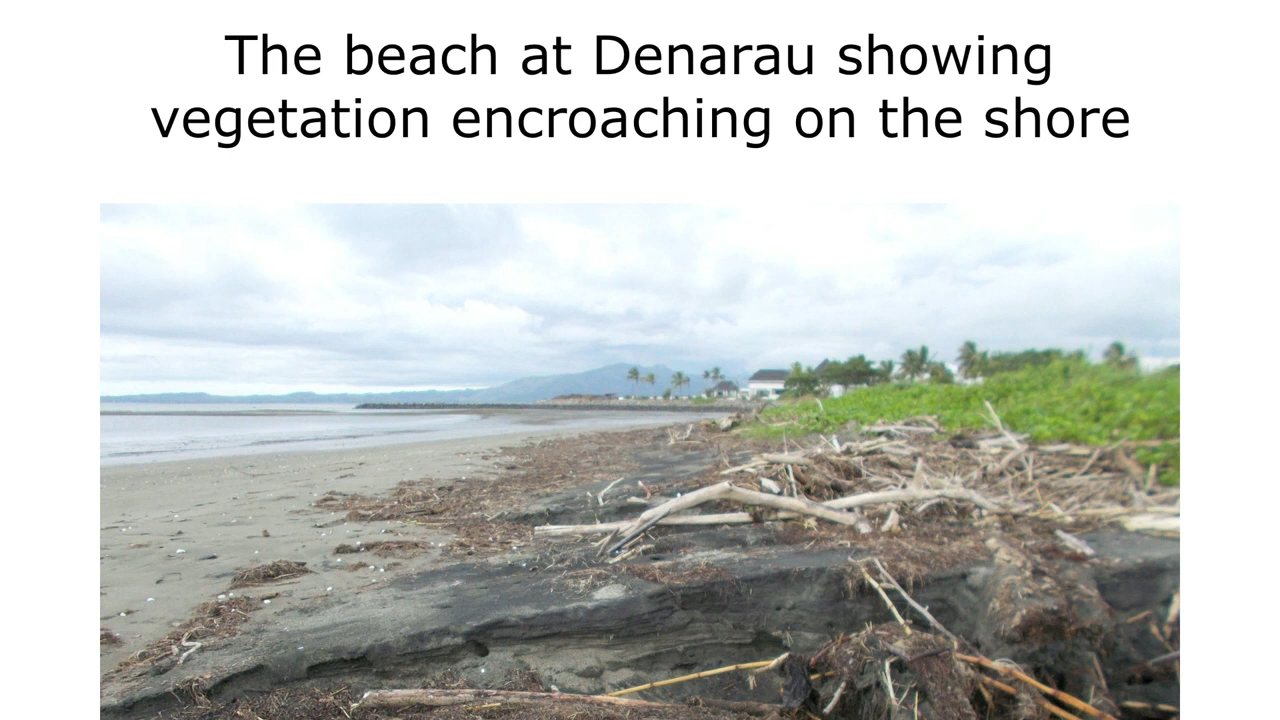 The beach at Denarau showing
vegetation encroaching on the shore